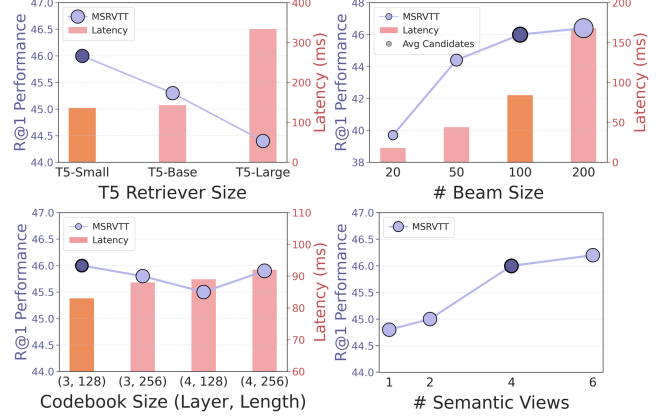 47.0
46.5
46.0
45.5
45.0
44.5
44.0
R@1 Performance
MSRVTT
Latency
400
300
200
100
0
Latency (ms)
T5-Small T5-Base T5-Large
T5 Retriever Size
48
46
44
42
40
38
R@1 Performance
MSRVTT
Latency
Avg Candidates
200
150
100
50
0
Latency (ms)
20 50 100 200
# Beam Size
47.0
46.5
46.0
45.5
45.0
44.5
44.0
R@1 Performance
MSRVTT
Latency
110
100
90
80
70
60
Latency (ms)
(3, 128) (3, 256) (4, 128) (4, 256)
Codebook Size (Layer, Length)
47.0
46.5
46.0
45.5
45.0
44.5
44.0
R@1 Performance
MSRVTT
1 2 4 6
# Semantic Views